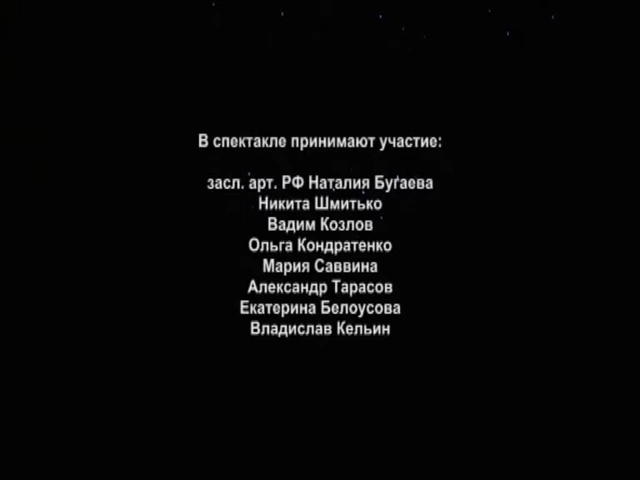 В спектакле принимают участие:
засл. арт. РФ Наталия Бугаева
Никита Шмитько
Вадим Козлов
Ольга Кондратенко
Мария Саввина
Александр Тарасов
Екатерина Белоусова
Владислав Кельин